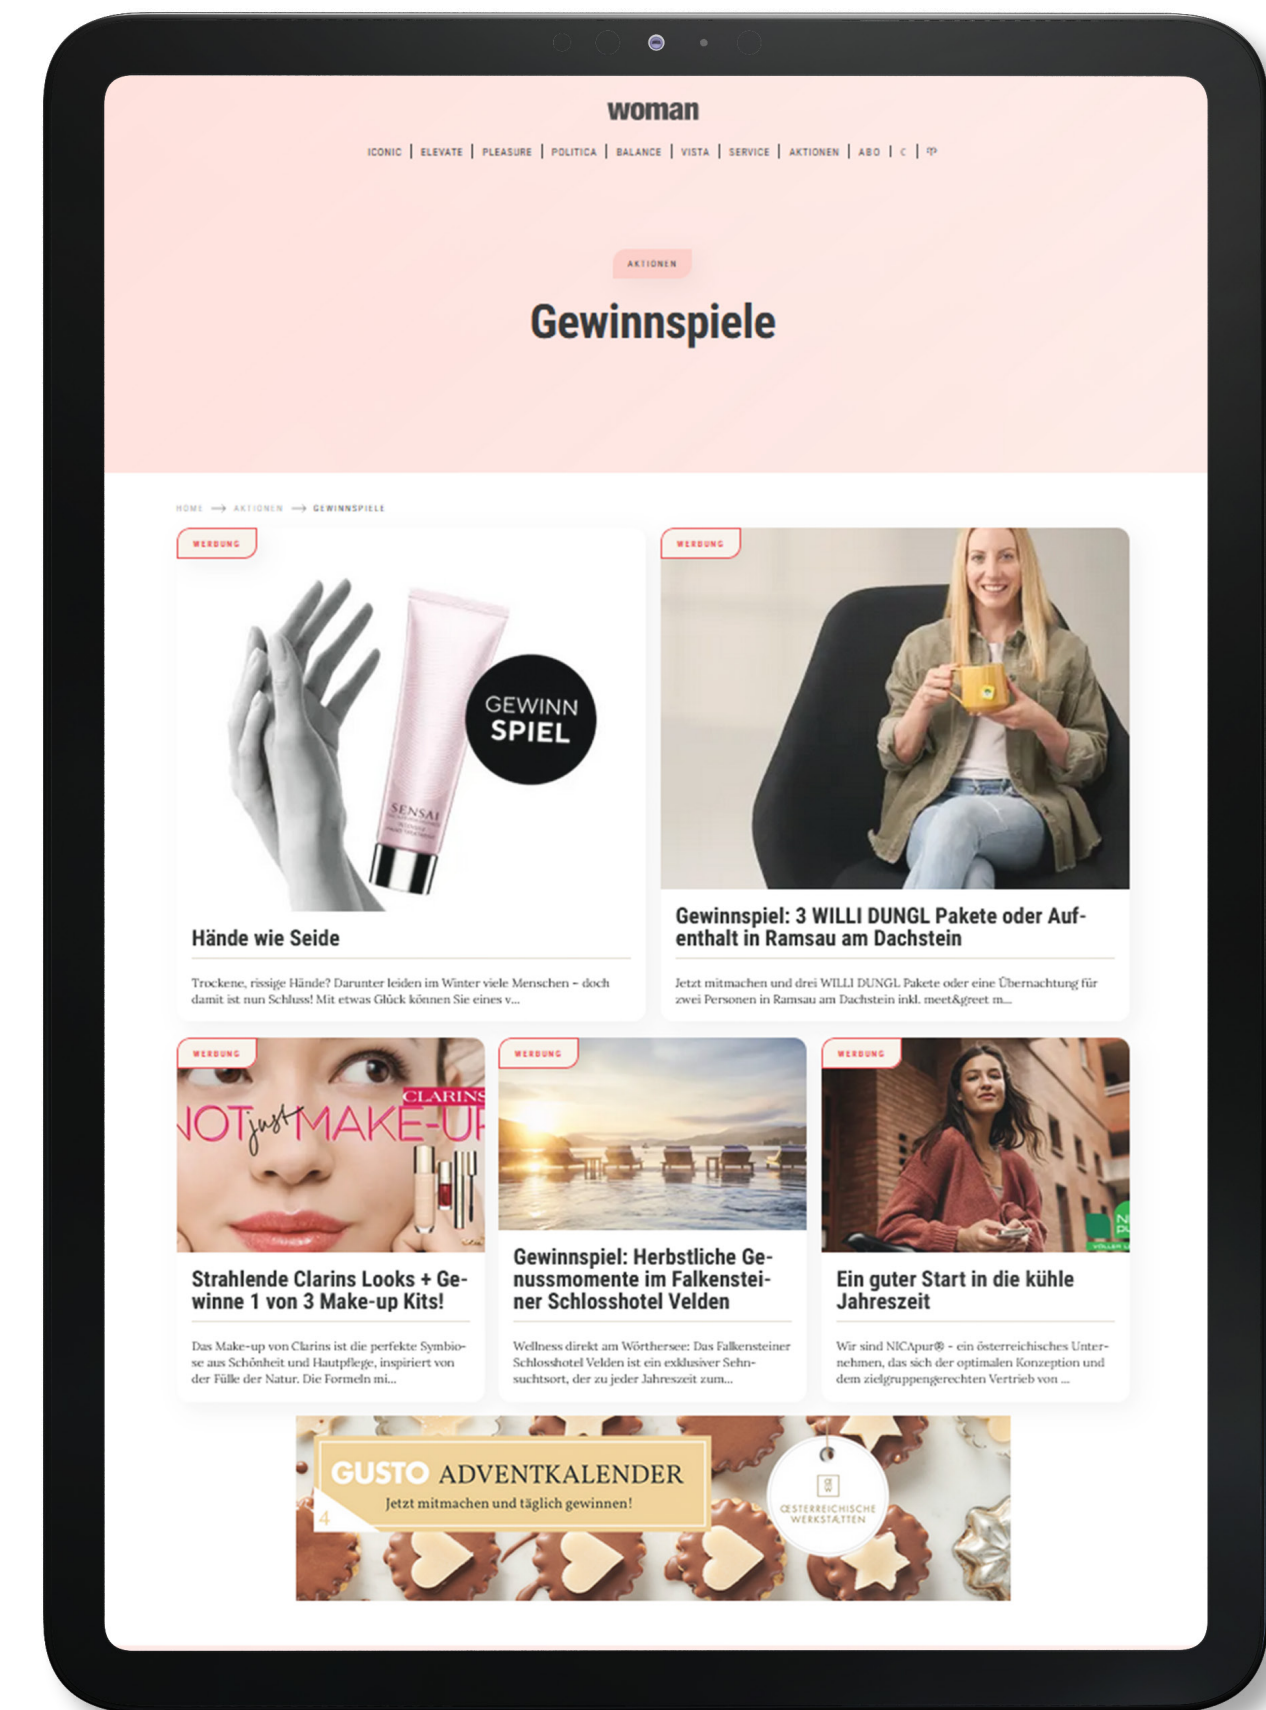 woman
ICONIC | ELEVATE | PLEASURE | POLITICA | BALANCE | VISTA | SERVICE | AKTIONEN | ABO
AKTIONEN
Gewinnspiele
HOME → AKTIONEN → GEWINNSPIELE
WERBUNG
GEWINN
SPIEL
SENSAI
Hände wie Seide
Trockene, rissige Hände? Darunter leiden im Winter viele Menschen – doch
damit ist nun Schluss! Mit etwas Glück können Sie eines v...
WERBUNG
Gewinnspiel: 3 WILLI DUNGL Pakete oder Auf-
enthalt in Ramsau am Dachstein
Jetzt mitmachen und drei WILLI DUNGL Pakete oder eine Übernachtung für
zwei Personen in Ramsau am Dachstein inkl. meet&greet m...
WERBUNG
CLARINS
NOT just MAKE-UP
Strahlende Clarins Looks + Ge-
winne 1 von 3 Make-up Kits!
Das Make-up von Clarins ist die perfekte Symbio-
se aus Schönheit und Hautpflege, inspiriert von
der Fülle der Natur. Die Formeln mi...
WERBUNG
Gewinnspiel: Herbstliche Ge-
nussmomente im Falkenstei-
ner Schlosshotel Velden
Wellness direkt am Wörthersee: Das Falkensteiner
Schlosshotel Velden ist ein exklusiver Sehn-
suchtsort, der zu jeder Jahreszeit zum...
WERBUNG
Ein guter Start in die kühle
Jahreszeit
Wir sind NICApur® - ein österreichisches Unter-
nehmen, das sich der optimalen Konzeption und
dem zielgruppengerechten Vertrieb von ...
GUSTO ADVENTKALENDER
Jetzt mitmachen und täglich gewinnen!
4
ŒSTERREICHISCHE
WERKSTÆTTEN